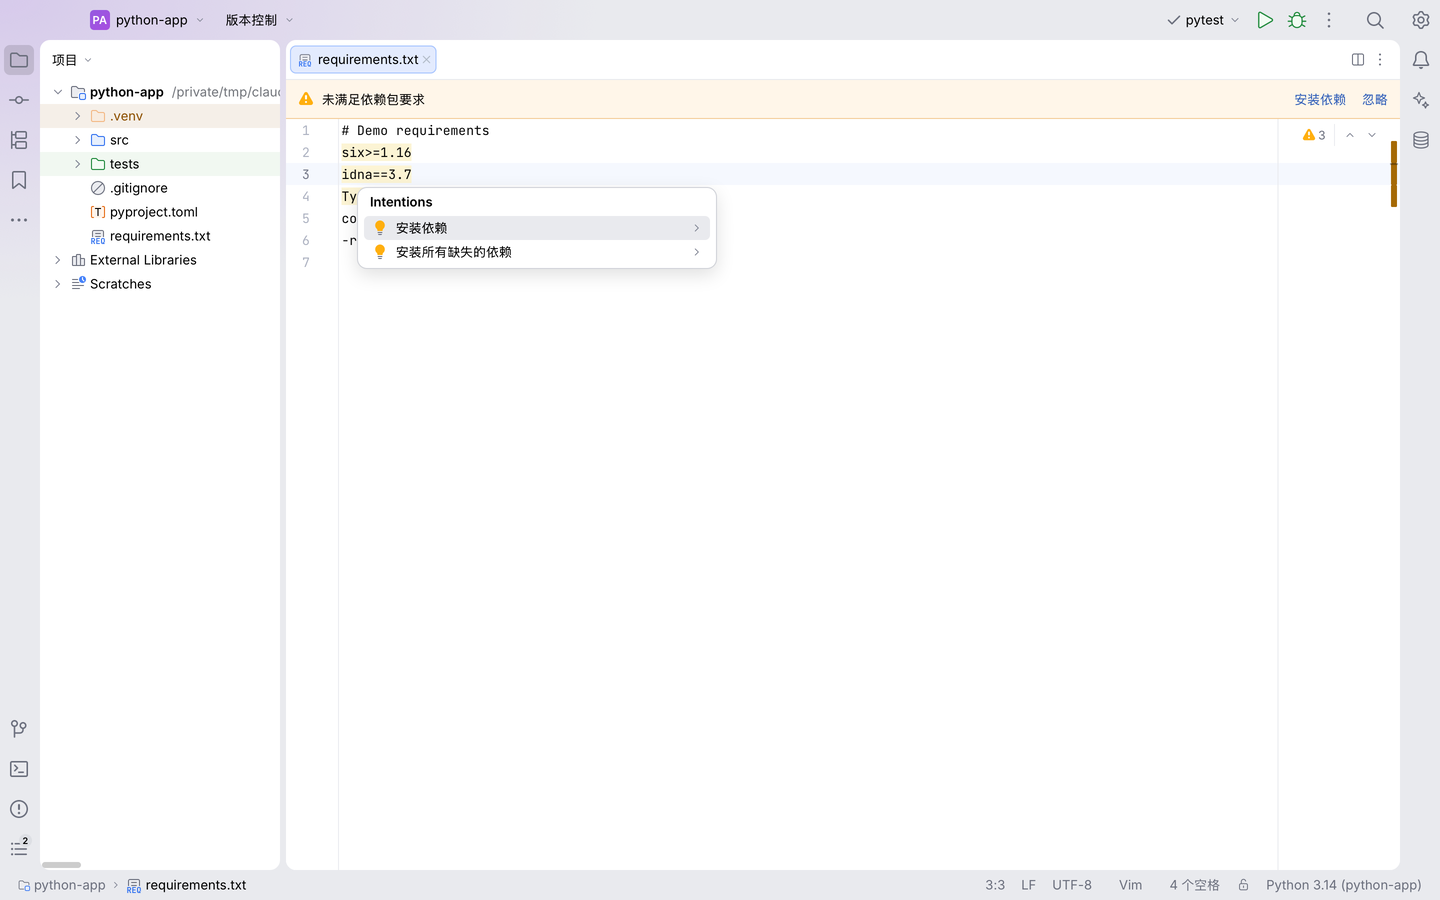 PA python-app 版本控制 pytest
项目
python-app /private/tmp/clauc
.venv
src
tests
.gitignore
pyproject.toml
requirements.txt
External Libraries
Scratches
requirements.txt
未满足依赖包要求 安装依赖 忽略
1 # Demo requirements
2 six>=1.16
3 idna==3.7
4 Ty
5 co
6 -r
7
3
Intentions
安装依赖
安装所有缺失的依赖
2
python-app requirements.txt 3:3 LF UTF-8 Vim 4 个空格 Python 3.14 (python-app)